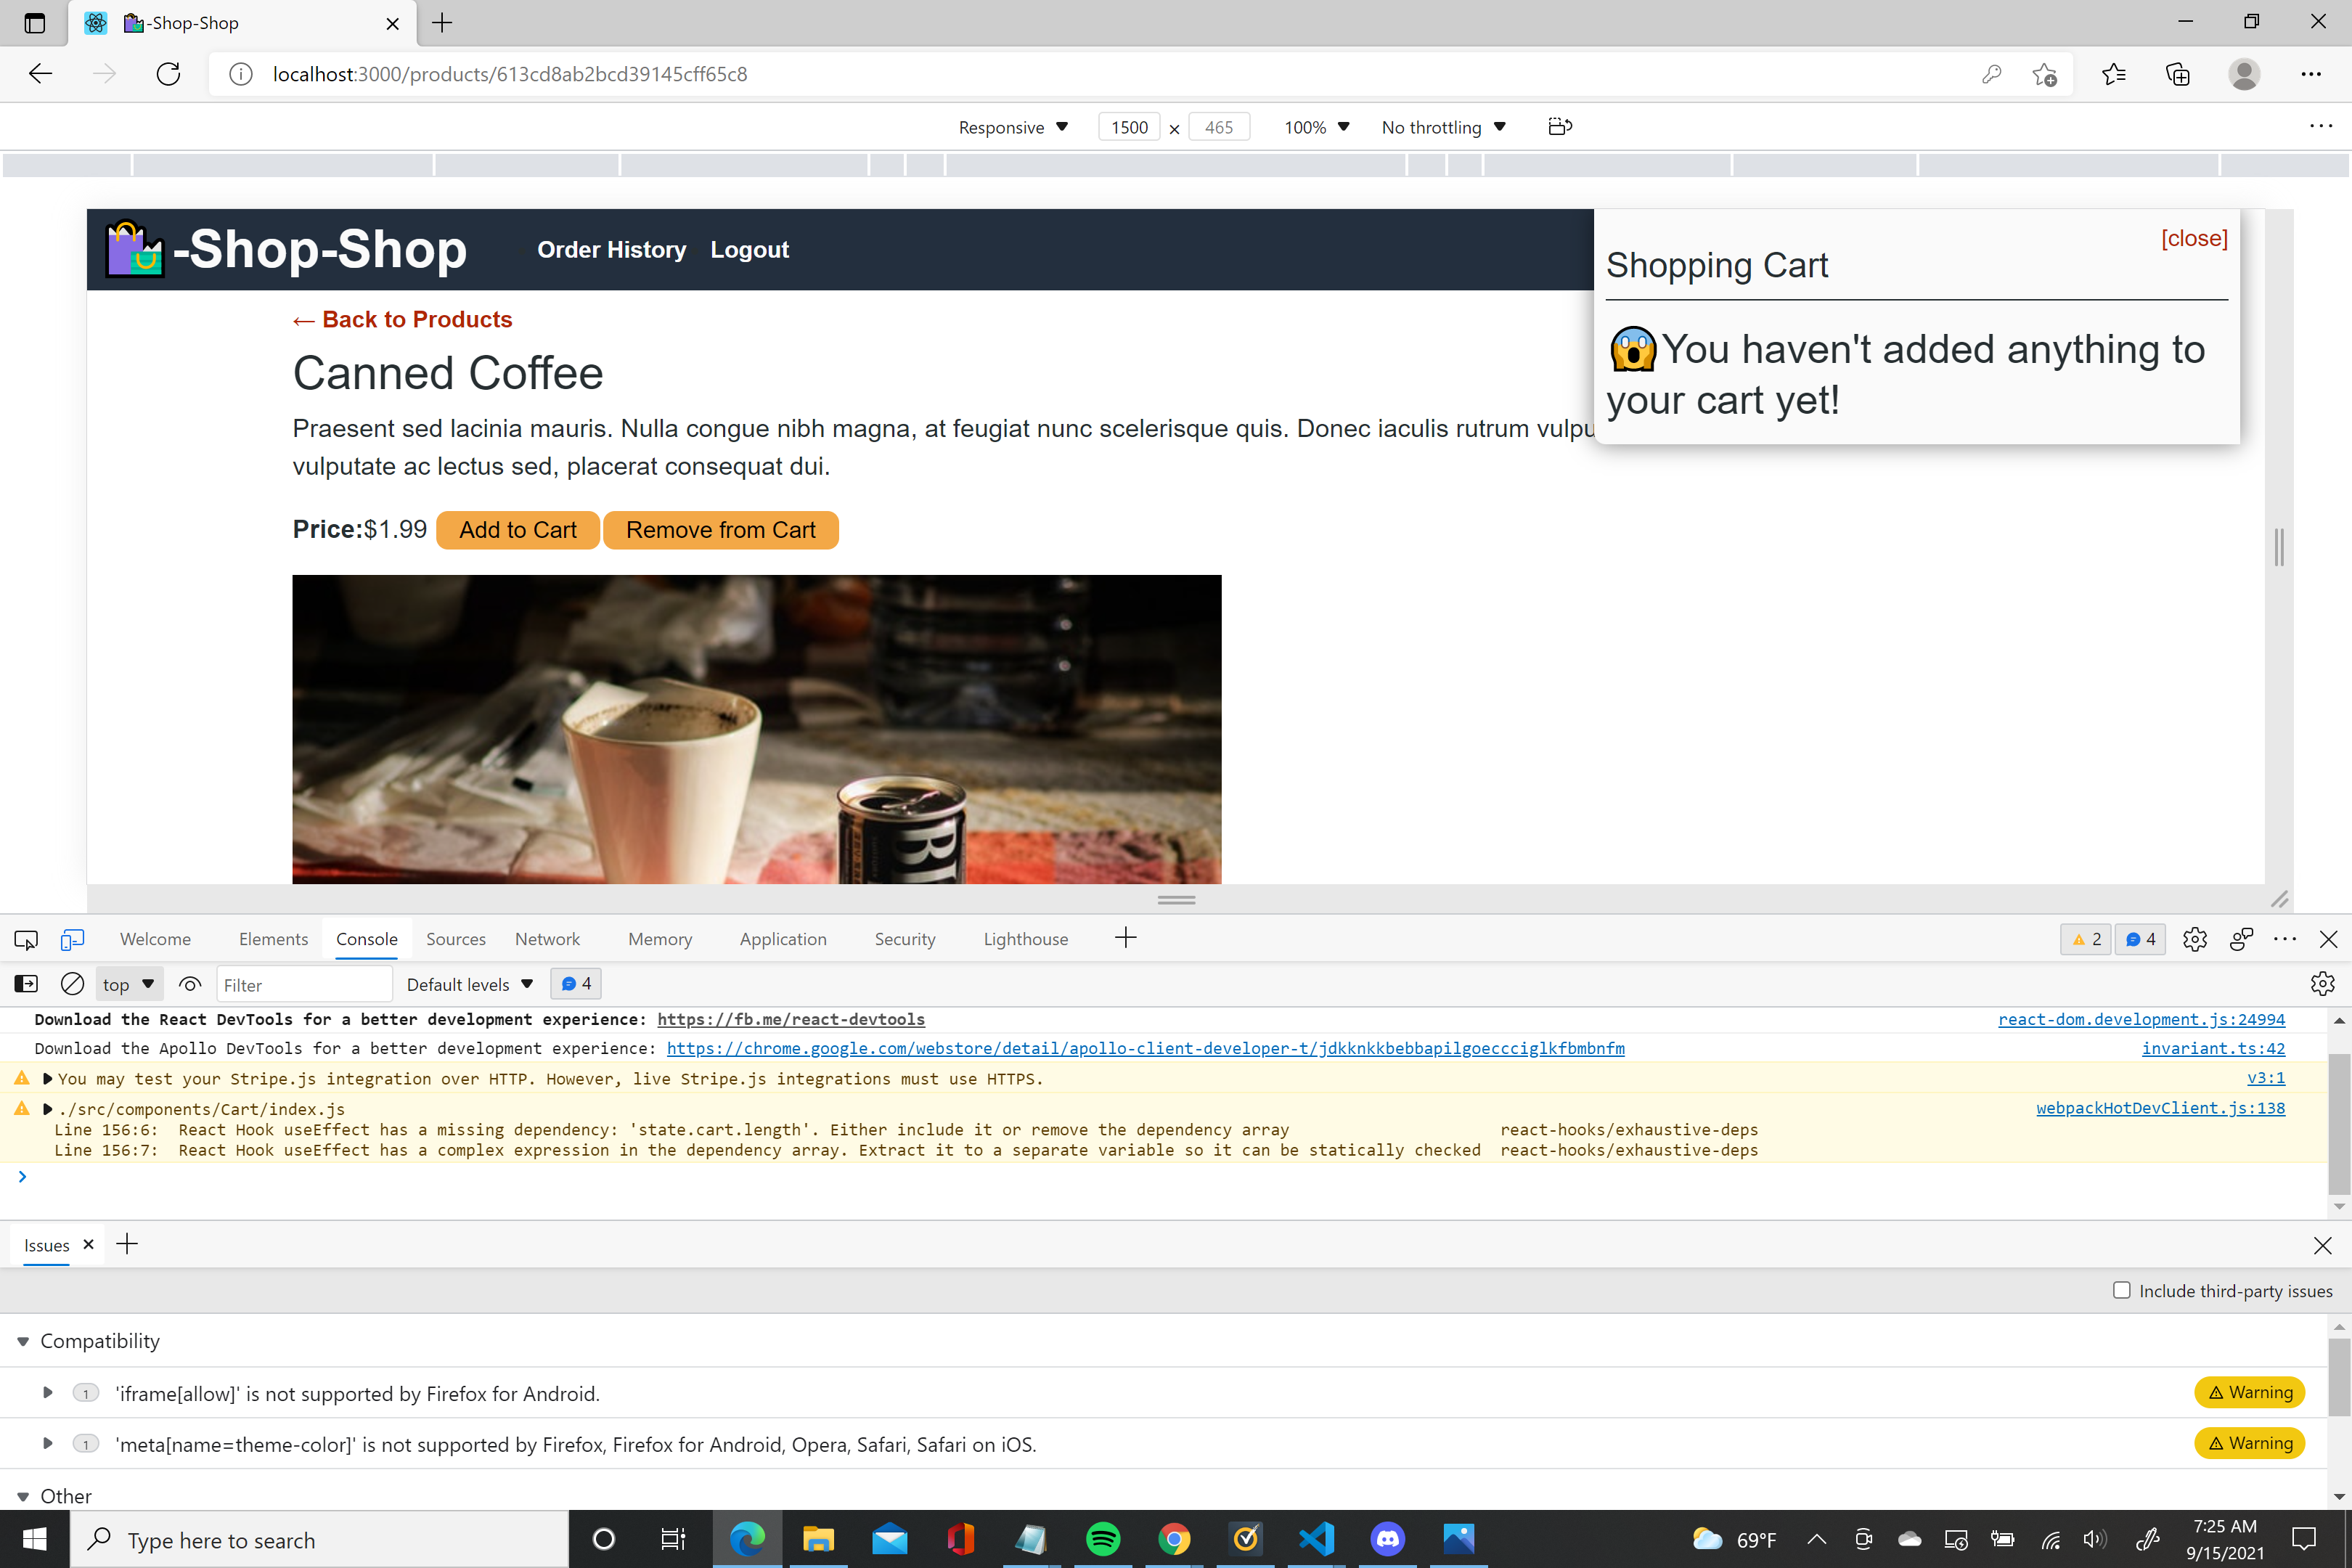 -Shop-Shop
localhost:3000/products/613cd8ab2bcd39145cff65c8
Responsive 1500 × 465 100% No throttling
-Shop-Shop Order History Logout
[close]
Shopping Cart
You haven't added anything to
your cart yet!
← Back to Products
Canned Coffee
Praesent sed lacinia mauris. Nulla congue nibh magna, at feugiat nunc scelerisque quis. Donec iaculis rutrum vulpu
vulputate ac lectus sed, placerat consequat dui.
Price:$1.99 Add to Cart Remove from Cart
Welcome Elements Console Sources Network Memory Application Security Lighthouse 2 4
top Filter Default levels 4
Download the React DevTools for a better development experience: https://fb.me/react-devtools react-dom.development.js:24994
Download the Apollo DevTools for a better development experience: https://chrome.google.com/webstore/detail/apollo-client-developer-t/jdkknkkbebbapilgoeccciglkfbmbnfm invariant.ts:42
You may test your Stripe.js integration over HTTP. However, live Stripe.js integrations must use HTTPS. v3:1
./src/components/Cart/index.js webpackHotDevClient.js:138
Line 156:6: React Hook useEffect has a missing dependency: 'state.cart.length'. Either include it or remove the dependency array react-hooks/exhaustive-deps
Line 156:7: React Hook useEffect has a complex expression in the dependency array. Extract it to a separate variable so it can be statically checked react-hooks/exhaustive-deps
Issues
Include third-party issues
Compatibility
1 'iframe[allow]' is not supported by Firefox for Android. Warning
1 'meta[name=theme-color]' is not supported by Firefox, Firefox for Android, Opera, Safari, Safari on iOS. Warning
Other
Type here to search 69°F 7:25 AM
9/15/2021